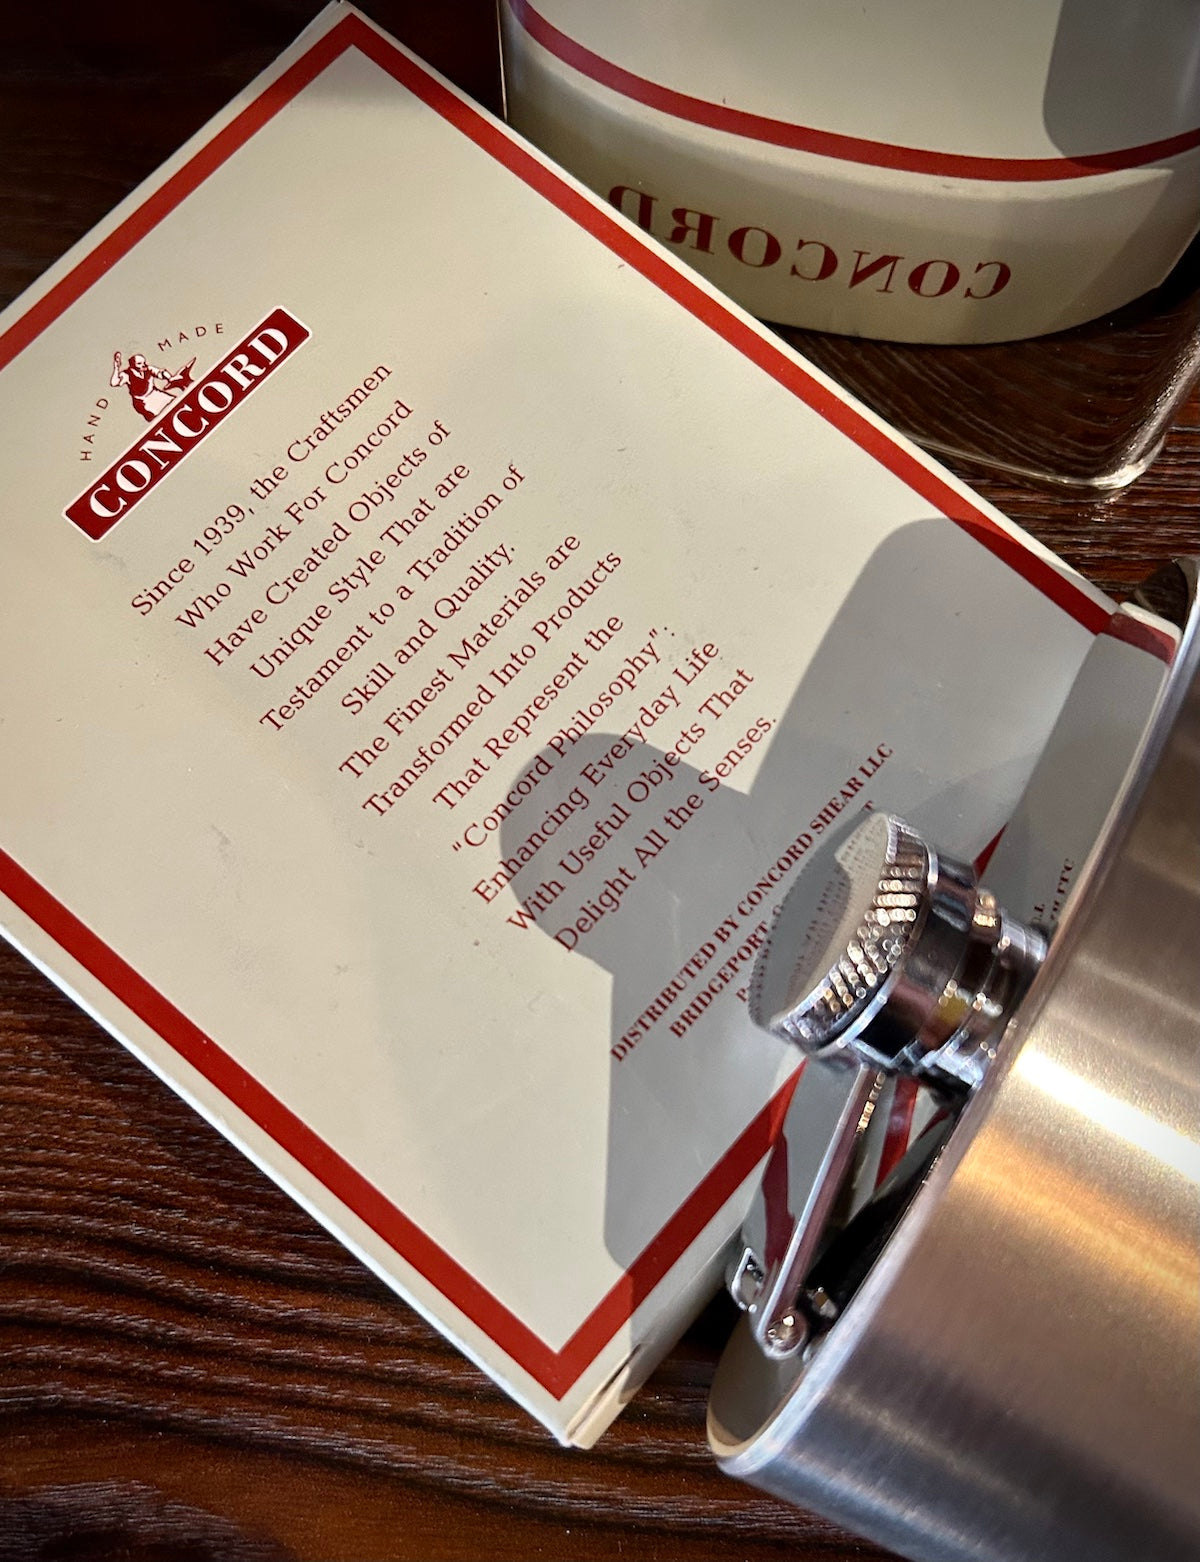 CONCORD
HAND MADE
CONCORD
Since 1939, the Craftsmen
Who Work For Concord
Have Created Objects of
Unique Style That are
Testament to a Tradition of
Skill and Quality.
The Finest Materials are
Transformed Into Products
That Represent the
"Concord Philosophy":
Enhancing Everyday Life
With Useful Objects That
Delight All the Senses.
DISTRIBUTED BY CONCORD SHEAR LLC
BRIDGEPORT